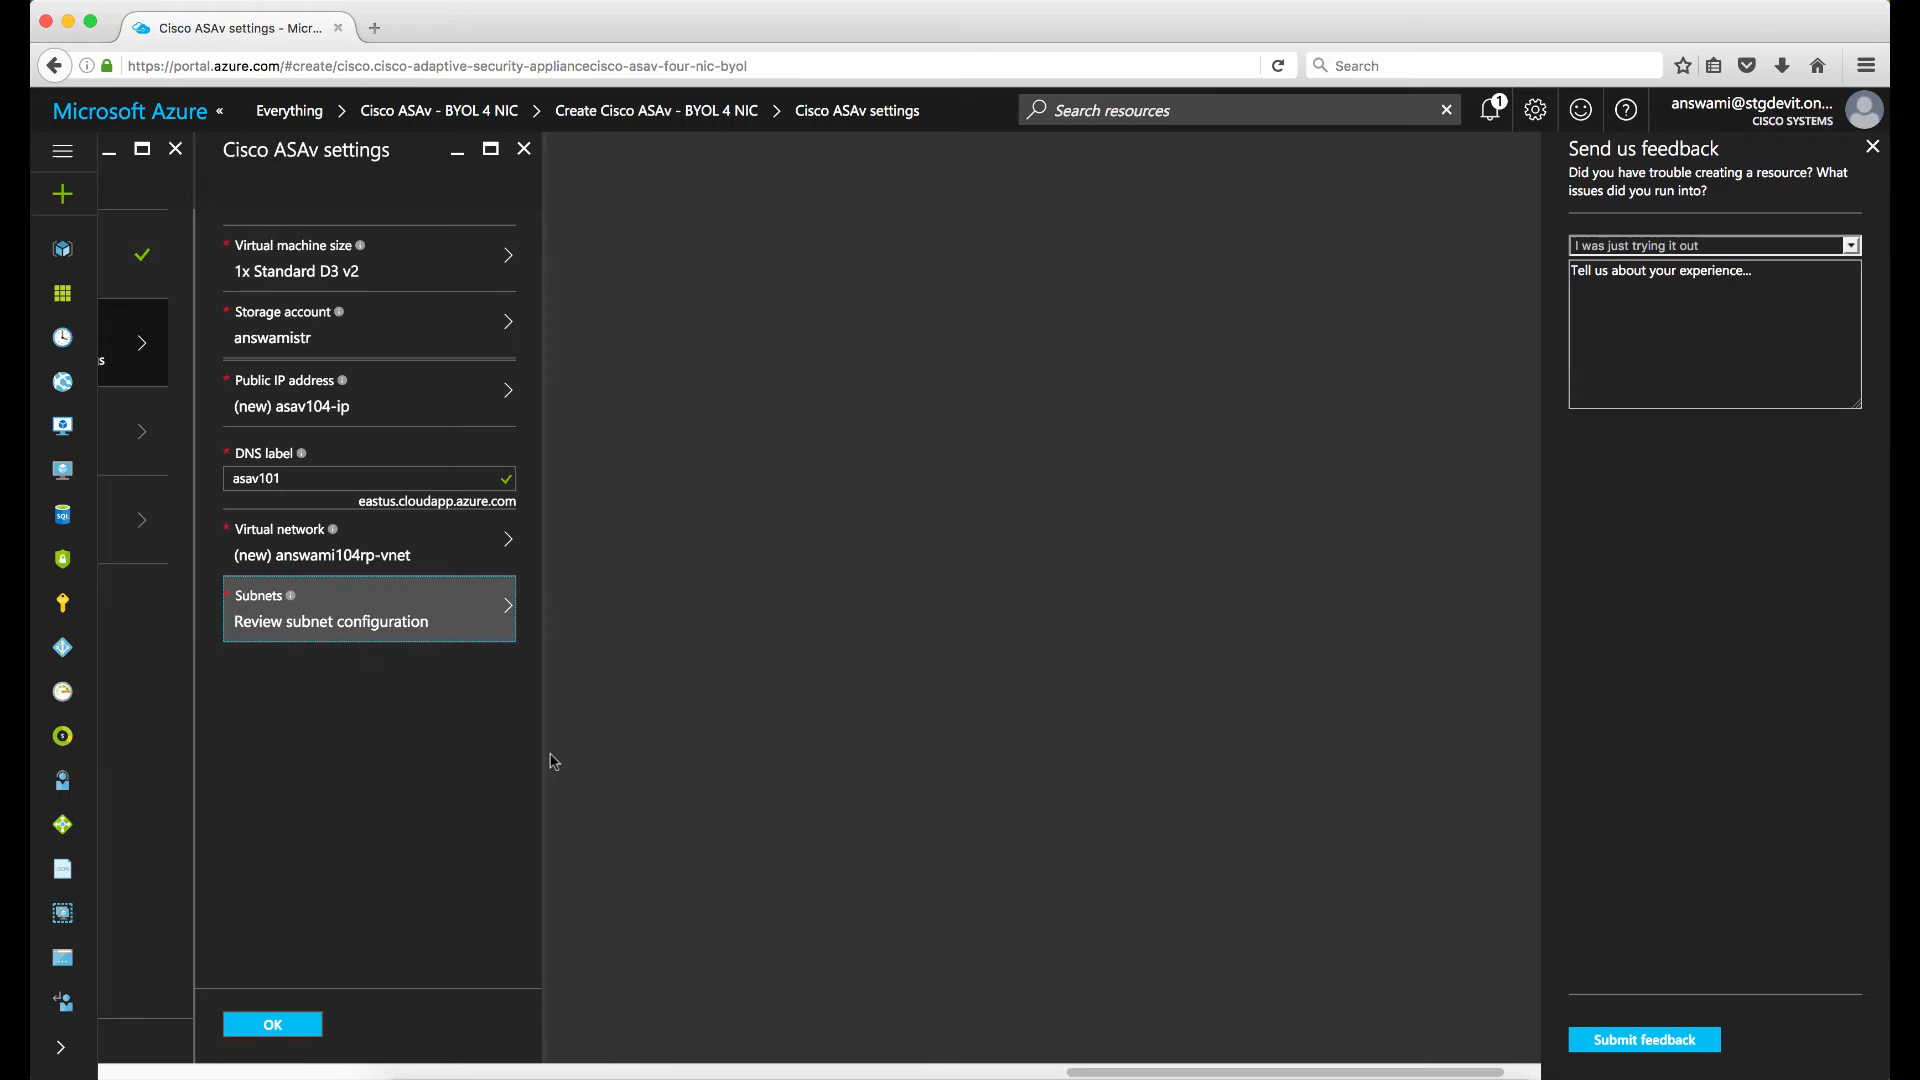 Cisco ASAv settings - Micr...
https://portal.azure.com/#create/cisco.cisco-adaptive-security-appliancecisco-asav-four-nic-byol
Search
Microsoft Azure
Everything
Cisco ASAv - BYOL 4 NIC
Create Cisco ASAv - BYOL 4 NIC
Cisco ASAv settings
Search resources
1
answami@stgdevit.on...
CISCO SYSTEMS
Cisco ASAv settings
* Virtual machine size
1x Standard D3 v2
* Storage account
answamistr
* Public IP address
(new) asav104-ip
* DNS label
asav101
eastus.cloudapp.azure.com
* Virtual network
(new) answami104rp-vnet
* Subnets
Review subnet configuration
OK
s
SQL
Send us feedback
Did you have trouble creating a resource? What
issues did you run into?
I was just trying it out
Tell us about your experience...
Submit feedback